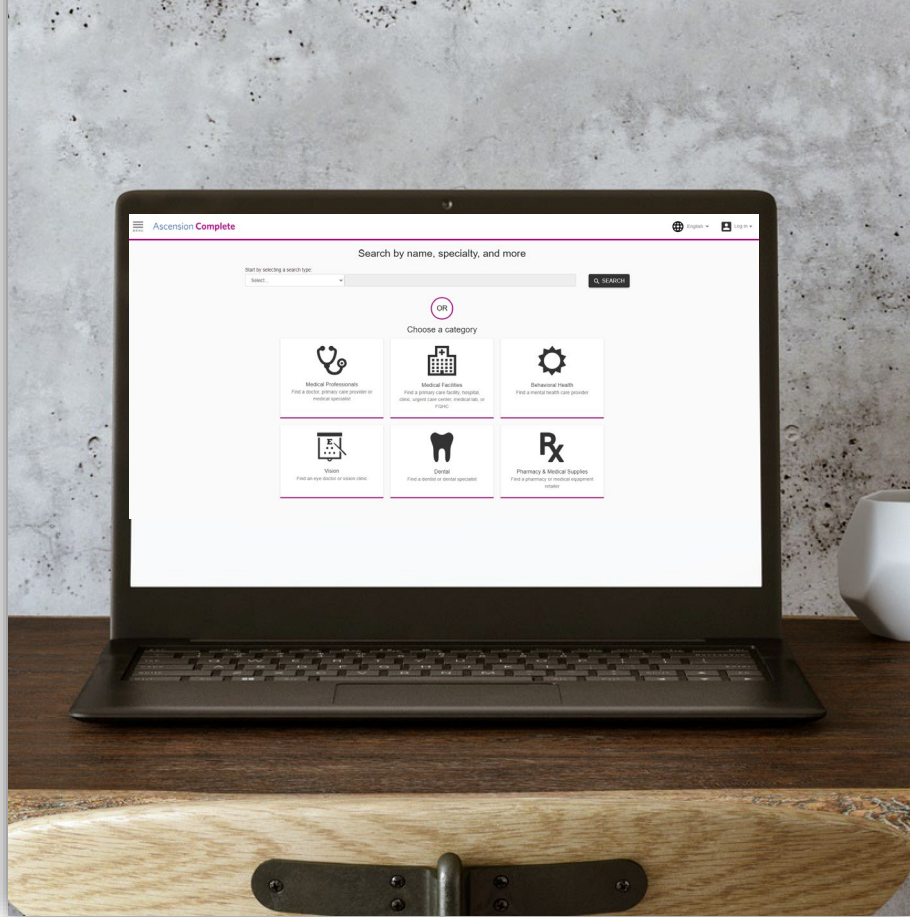 MENU
Ascension Complete
English
Log In
Search by name, specialty, and more
Start by selecting a search type:
Select...
SEARCH
OR
Choose a category
Medical Professionals
Find a doctor, primary care provider or
medical specialist
Medical Facilities
Find a primary care facility, hospital,
clinic, urgent care center, medical lab, or
FQHC
Behavioral Health
Find a mental health care provider
E
Vision
Find an eye doctor or vision clinic
Dental
Find a dentist or dental specialist
Rx
Pharmacy & Medical Supplies
Find a pharmacy or medical equipment
retailer